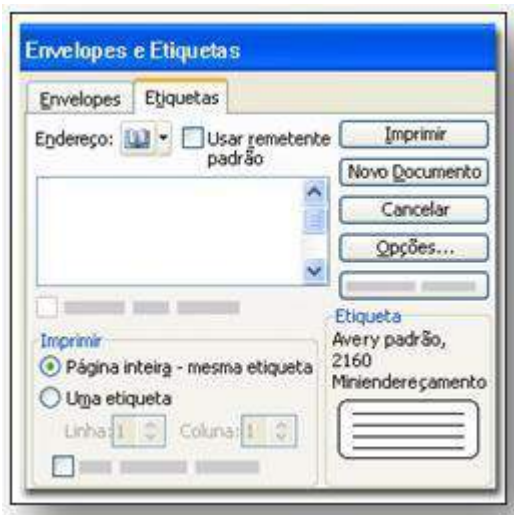 Envelopes e Etiquetas
Envelopes Etiquetas
Endereço: Usar remetente padrão
Imprimir
Novo Documento
Cancelar
Opções...
Imprimir
Página inteira - mesma etiqueta
Uma etiqueta
Linha: 1 Coluna: 1
Etiqueta
Avery padrão,
2160
Miniendereçamento